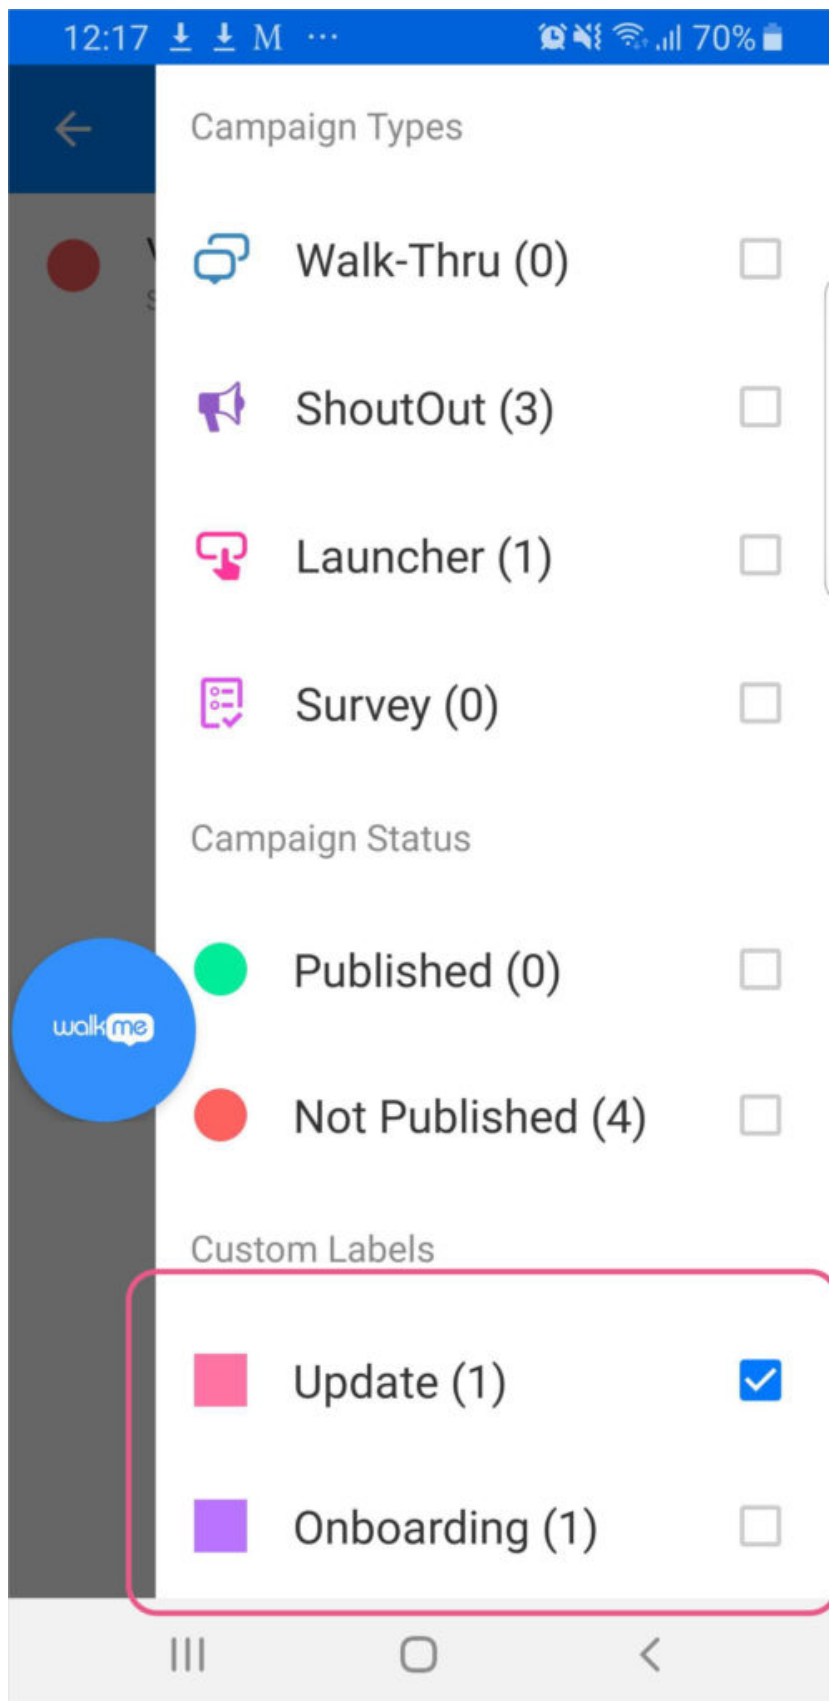 12:17 M ... 70%
Campaign Types
Walk-Thru (0)
ShoutOut (3)
Launcher (1)
Survey (0)
Campaign Status
Published (0)
walkme
Not Published (4)
Custom Labels
Update (1)
Onboarding (1)